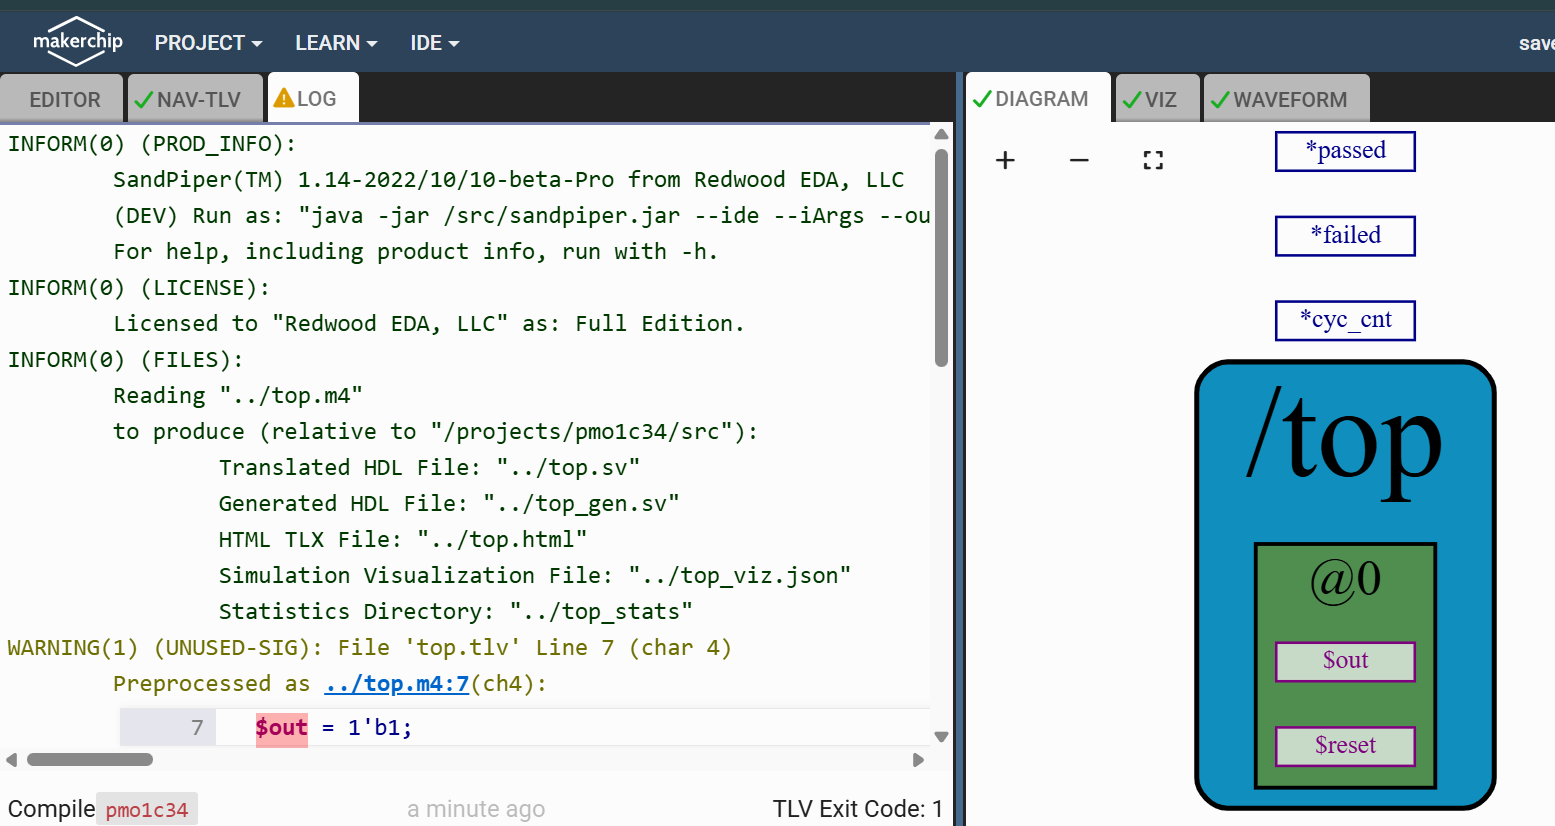 makerchip PROJECT LEARN IDE save
EDITOR NAV-TLV LOG
INFORM(0) (PROD_INFO):
SandPiper(TM) 1.14-2022/10/10-beta-Pro from Redwood EDA, LLC
(DEV) Run as: "java -jar /src/sandpiper.jar --ide --iArgs --ou
For help, including product info, run with -h.
INFORM(0) (LICENSE):
Licensed to "Redwood EDA, LLC" as: Full Edition.
INFORM(0) (FILES):
Reading "../top.m4"
to produce (relative to "/projects/pmo1c34/src"):
Translated HDL File: "../top.sv"
Generated HDL File: "../top_gen.sv"
HTML TLX File: "../top.html"
Simulation Visualization File: "../top_viz.json"
Statistics Directory: "../top_stats"
WARNING(1) (UNUSED-SIG): File 'top.tlv' Line 7 (char 4)
Preprocessed as ../top.m4:7(ch4):
7 $out = 1'b1;
Compile pmo1c34 a minute ago TLV Exit Code: 1
DIAGRAM VIZ WAVEFORM
*passed
*failed
*cyc_cnt
/top
@0
$out
$reset